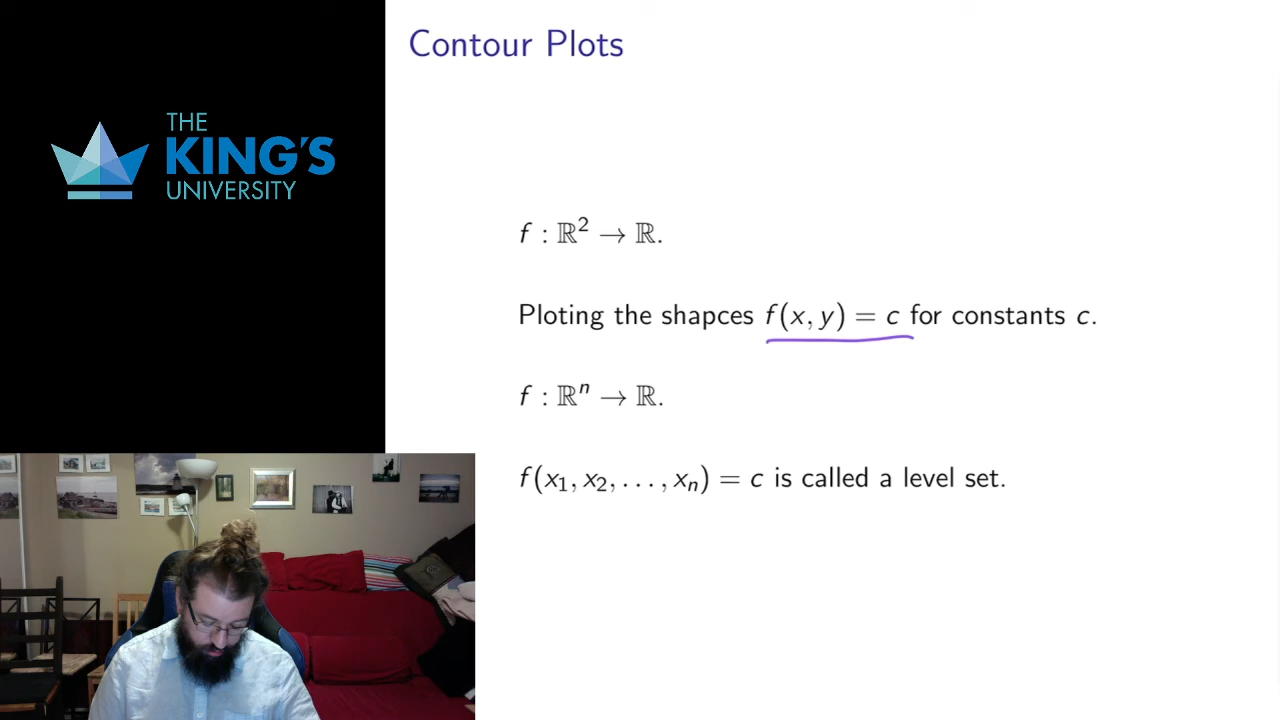 Contour Plots
THE
KING'S
UNIVERSITY
f : ℝ² → ℝ.
Ploting the shapces f(x, y) = c for constants c.
f : ℝⁿ → ℝ.
f(x₁, x₂, . . . , xₙ) = c is called a level set.